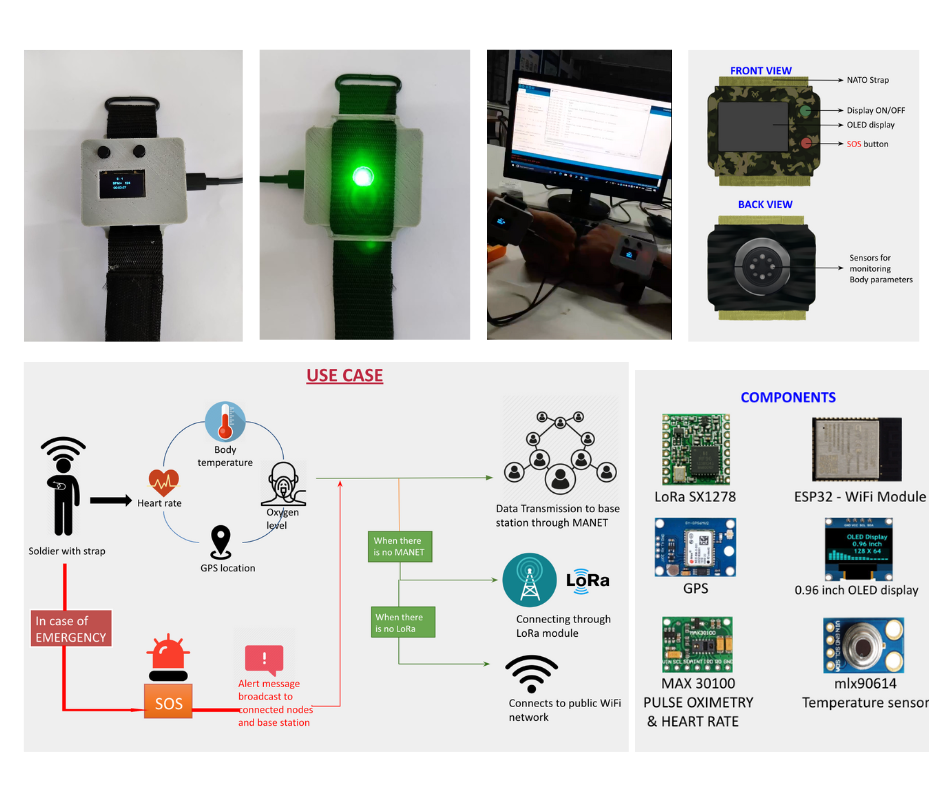 FRONT VIEW
NATO Strap
Display ON/OFF
OLED display
SOS button
BACK VIEW
Sensors for
monitoring
Body parameters
USE CASE
Body
temperature
Heart rate
Oxygen
level
GPS location
Soldier with strap
In case of
EMERGENCY
SOS
!
Alert message
broadcast to
connected nodes
and base station
Data Transmission to base
station through MANET
When there
is no MANET
LoRa
Connecting through
LoRa module
When there
is no LoRa
Connects to public WiFi
network
COMPONENTS
LoRa SX1278
ESP32 - WiFi Module
GPS
OLED Display
0.96 inch
128 X 64
0.96 inch OLED display
MAX30100
MAX 30100
PULSE OXIMETRY
& HEART RATE
mlx90614
Temperature sensor